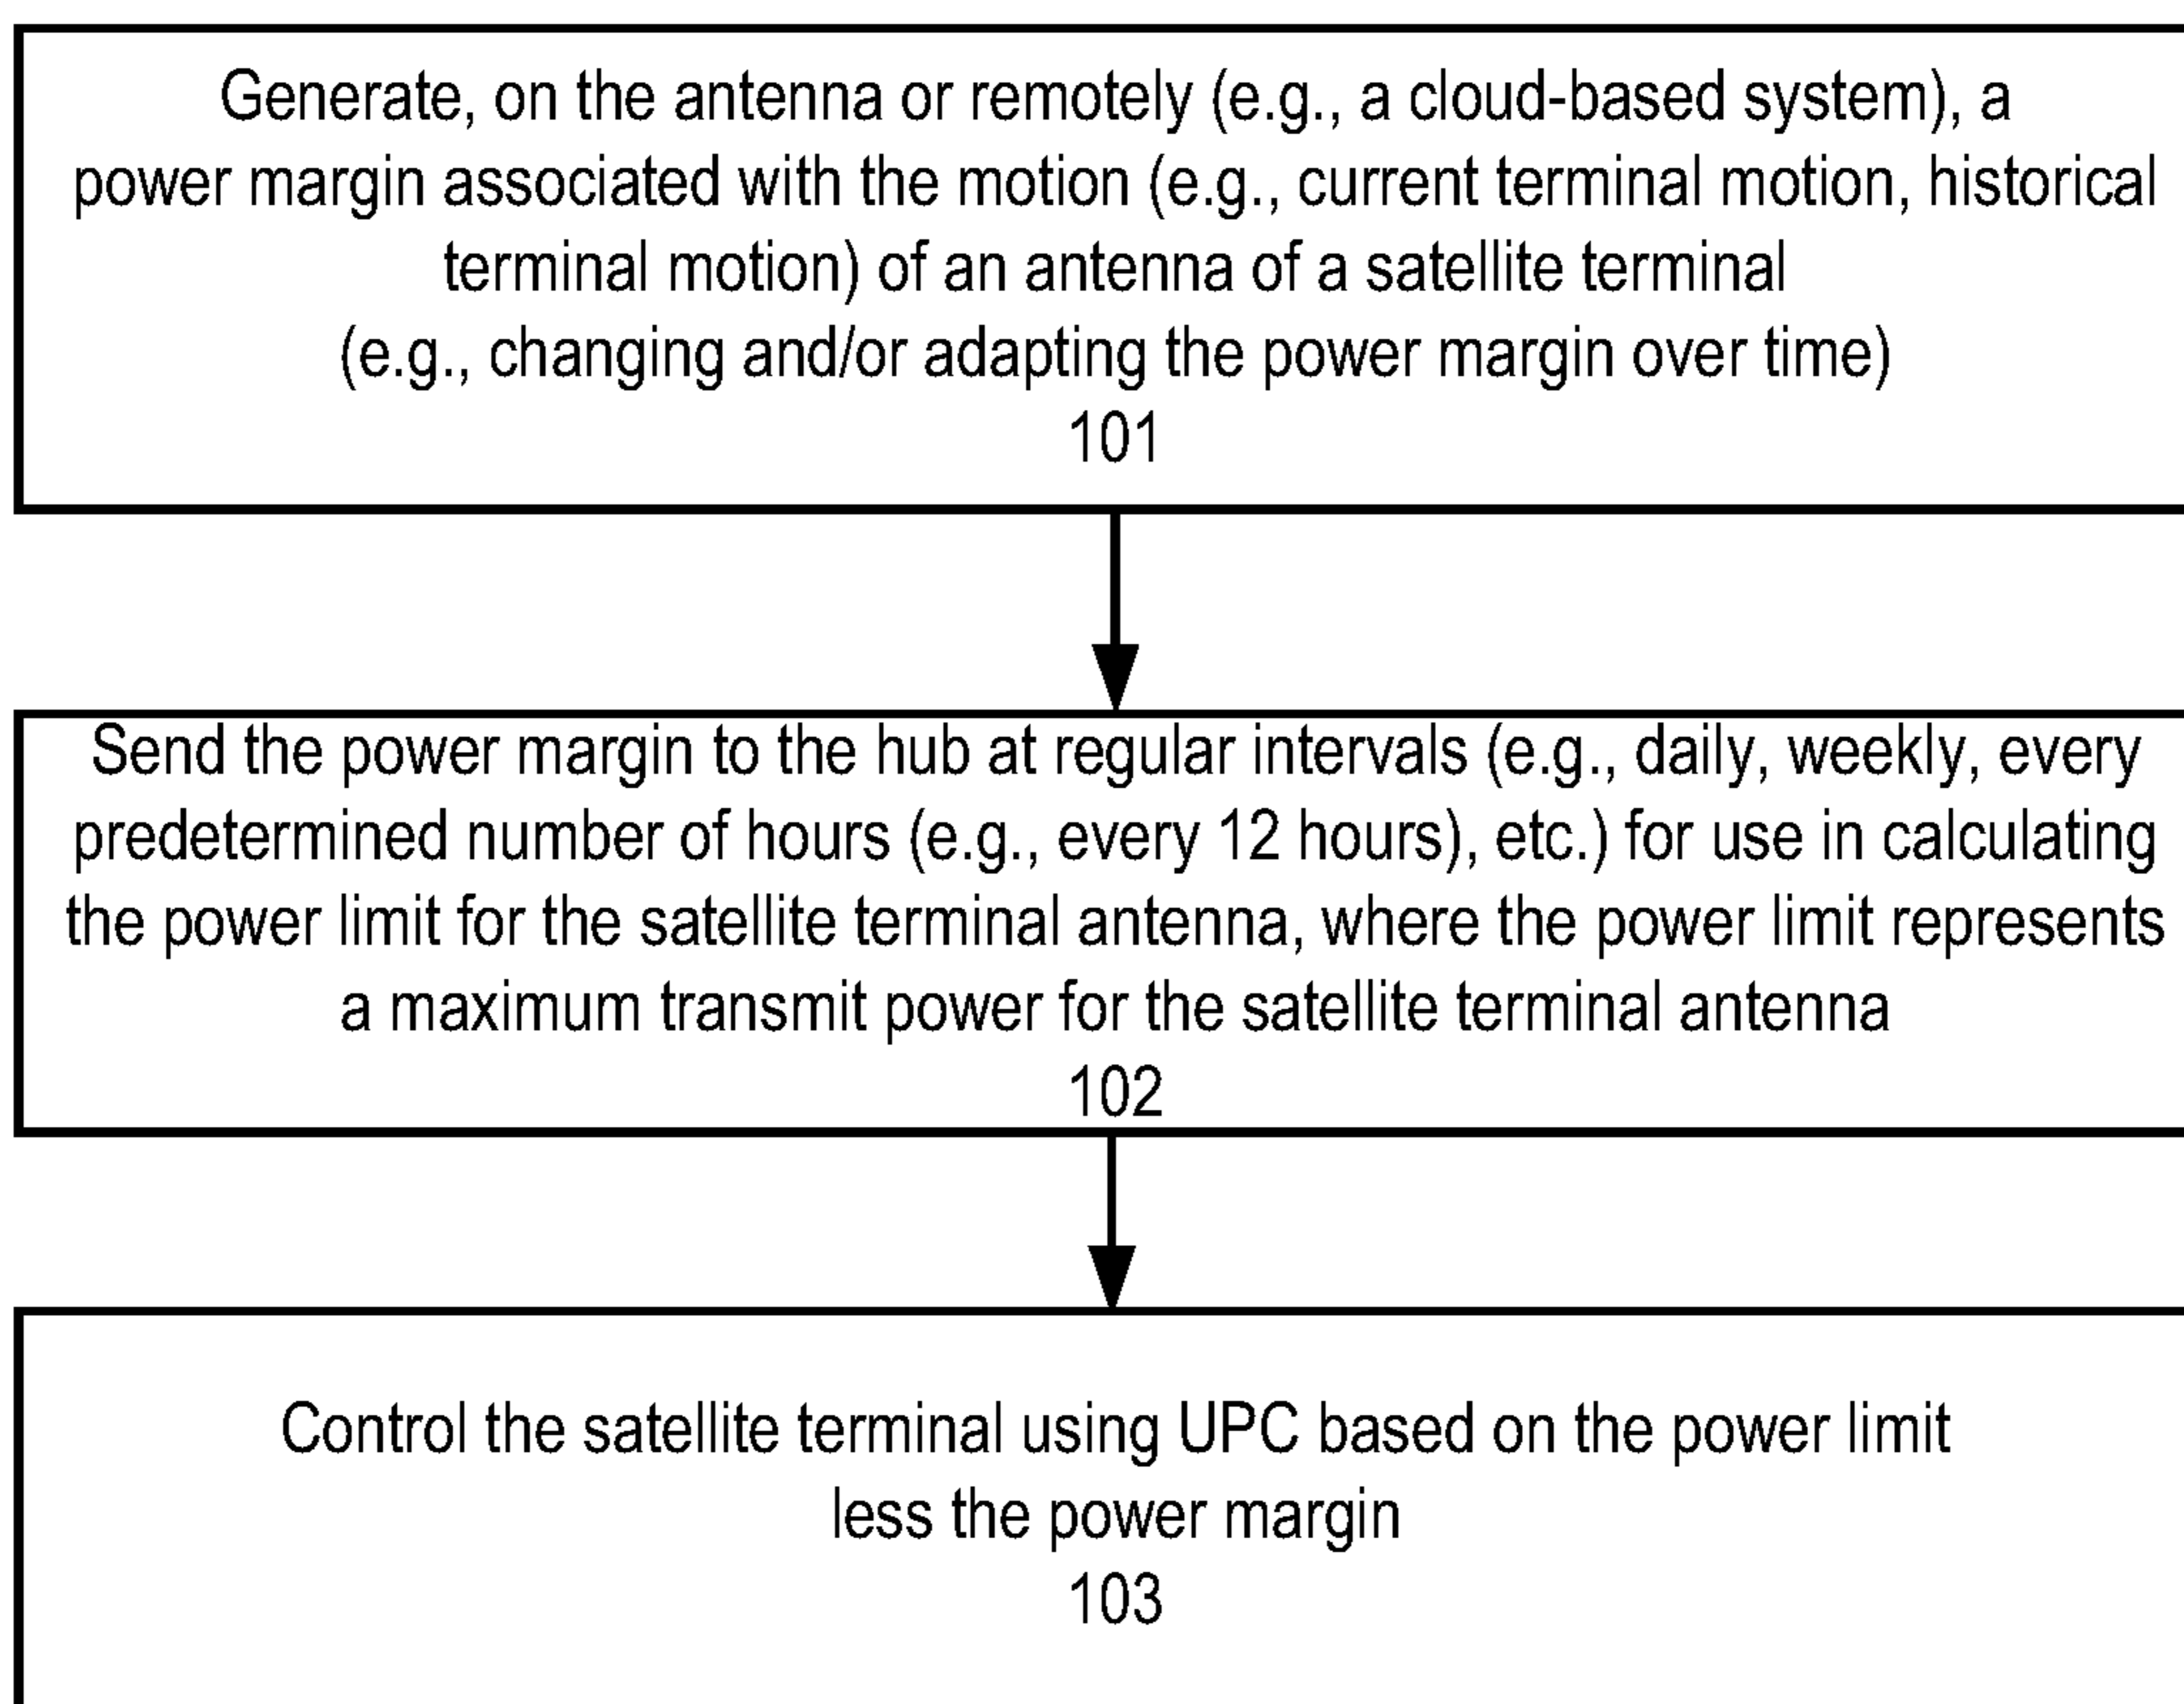 Generate, on the antenna or remotely (e.g., a cloud-based system), a
power margin associated with the motion (e.g., current terminal motion, historical
terminal motion) of an antenna of a satellite terminal
(e.g., changing and/or adapting the power margin over time)
101
Send the power margin to the hub at regular intervals (e.g., daily, weekly, every
predetermined number of hours (e.g., every 12 hours), etc.) for use in calculating
the power limit for the satellite terminal antenna, where the power limit represents
a maximum transmit power for the satellite terminal antenna
102
Control the satellite terminal using UPC based on the power limit
less the power margin
103